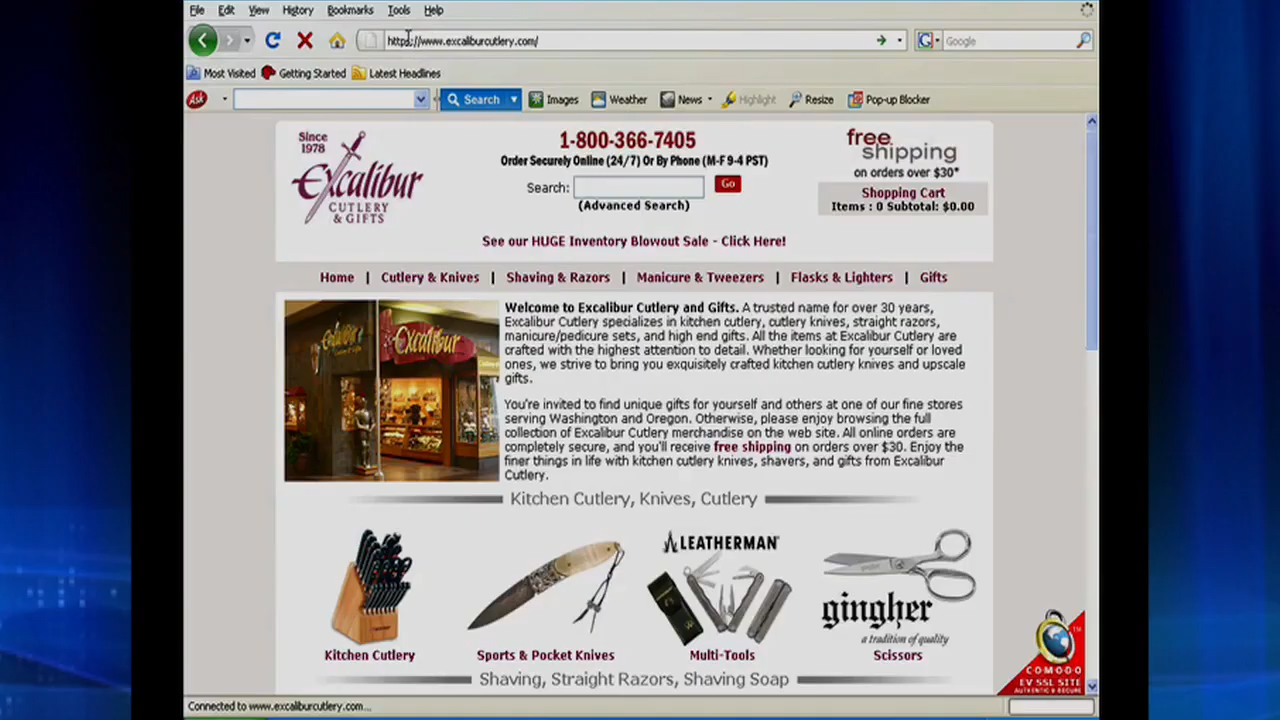 File Edit View History Bookmarks Tools Help
https://www.excaliburcutlery.com/
Google
Most Visited Getting Started Latest Headlines
Ask Search Images Weather News Highlight Resize Pop-up Blocker
Since
1978
Excalibur
CUTLERY
& GIFTS
1-800-366-7405
Order Securely Online (24/7) Or By Phone (M-F 9-4 PST)
Search: Go
(Advanced Search)
free
shipping
on orders over $30*
Shopping Cart
Items : 0 Subtotal: $0.00
See our HUGE Inventory Blowout Sale - Click Here!
Home | Cutlery & Knives | Shaving & Razors | Manicure & Tweezers | Flasks & Lighters | Gifts
Excalibur
Welcome to Excalibur Cutlery and Gifts. A trusted name for over 30 years,
Excalibur Cutlery specializes in kitchen cutlery, cutlery knives, straight razors,
manicure/pedicure sets, and high end gifts. All the items at Excalibur Cutlery are
crafted with the highest attention to detail. Whether looking for yourself or loved
ones, we strive to bring you exquisitely crafted kitchen cutlery knives and upscale
gifts.
You're invited to find unique gifts for yourself and others at one of our fine stores
serving Washington and Oregon. Otherwise, please enjoy browsing the full
collection of Excalibur Cutlery merchandise on the web site. All online orders are
completely secure, and you'll receive free shipping on orders over $30. Enjoy the
finer things in life with kitchen cutlery knives, shavers, and gifts from Excalibur
Cutlery.
Kitchen Cutlery, Knives, Cutlery
LEATHERMAN
gingher
a tradition of quality
Kitchen Cutlery
Sports & Pocket Knives
Multi-Tools
Scissors
COMODO
EV SSL SITE
AUTHENTIC & SECURE
TM
Shaving, Straight Razors, Shaving Soap
Connected to www.excaliburcutlery.com...